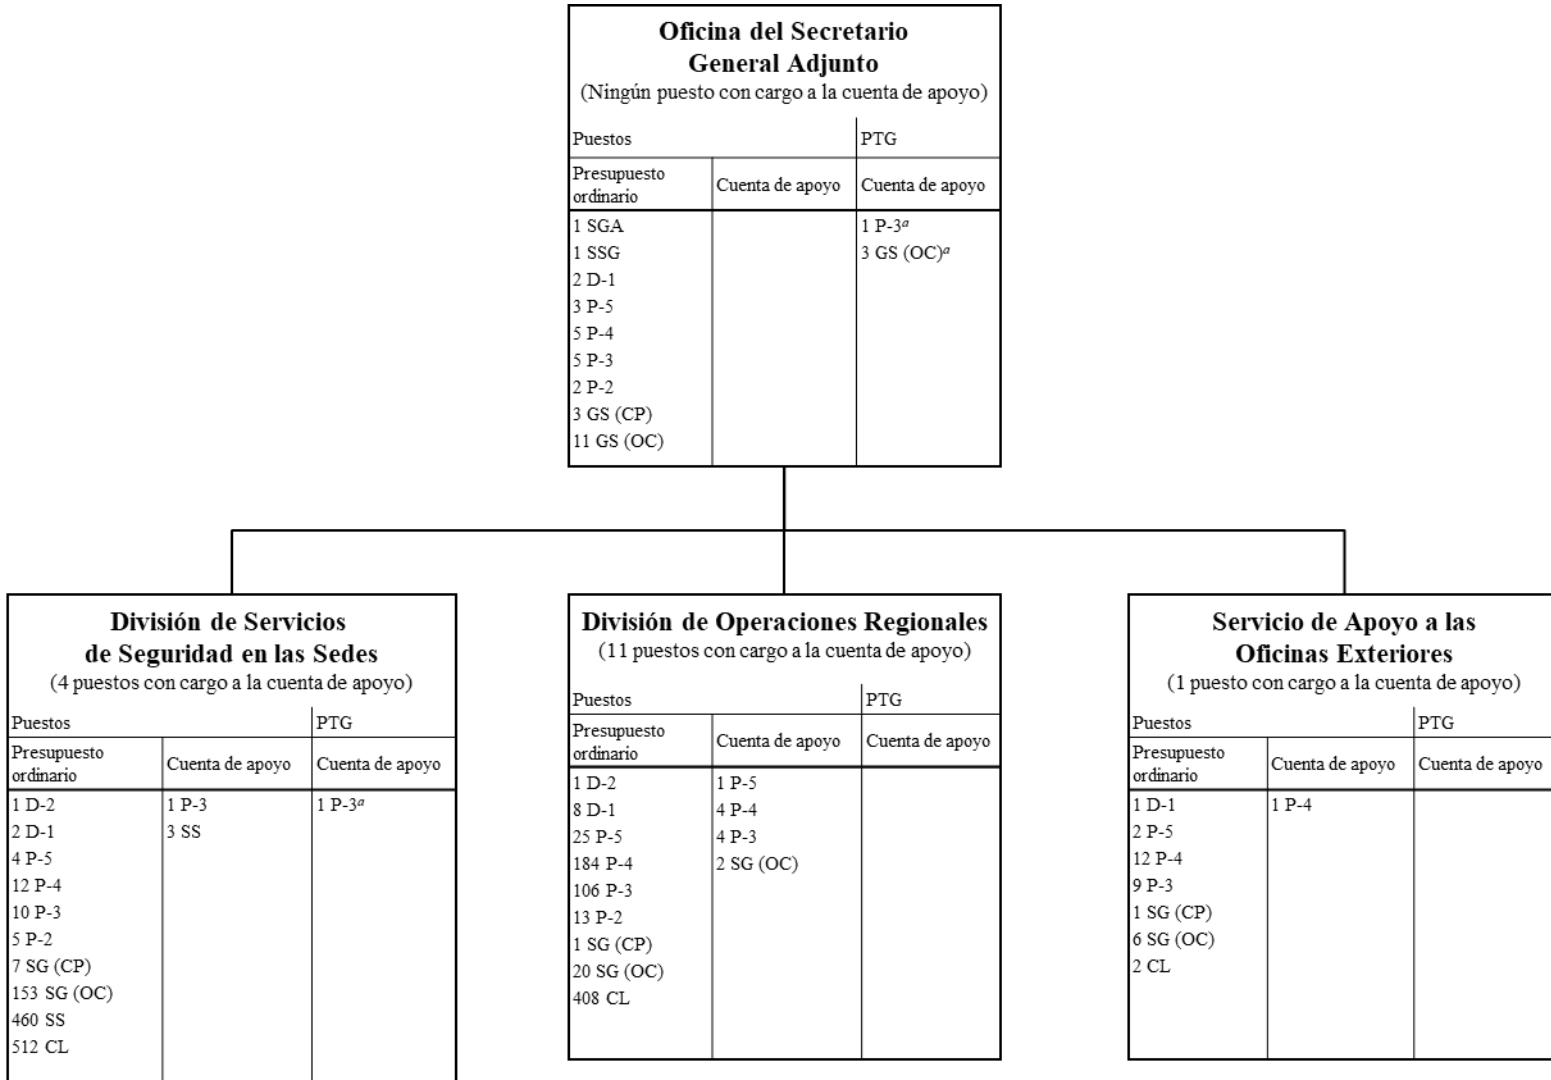 Oficina del Secretario
General Adjunto
(Ningún puesto con cargo a la cuenta de apoyo)
Puestos PTG
Presupuesto ordinario Cuenta de apoyo Cuenta de apoyo
1 SGA 1 P-3a
1 SSG 3 GS (OC)a
2 D-1
3 P-5
5 P-4
5 P-3
2 P-2
3 GS (CP)
11 GS (OC)
División de Servicios
de Seguridad en las Sedes
(4 puestos con cargo a la cuenta de apoyo)
Puestos PTG
Presupuesto ordinario Cuenta de apoyo Cuenta de apoyo
1 D-2 1 P-3 1 P-3a
2 D-1 3 SS
4 P-5
12 P-4
10 P-3
5 P-2
7 SG (CP)
153 SG (OC)
460 SS
512 CL
División de Operaciones Regionales
(11 puestos con cargo a la cuenta de apoyo)
Puestos PTG
Presupuesto ordinario Cuenta de apoyo Cuenta de apoyo
1 D-2 1 P-5
8 D-1 4 P-4
25 P-5 4 P-3
184 P-4 2 SG (OC)
106 P-3
13 P-2
1 SG (CP)
20 SG (OC)
408 CL
Servicio de Apoyo a las
Oficinas Exteriores
(1 puesto con cargo a la cuenta de apoyo)
Puestos PTG
Presupuesto ordinario Cuenta de apoyo Cuenta de apoyo
1 D-1 1 P-4
2 P-5
12 P-4
9 P-3
1 SG (CP)
6 SG (OC)
2 CL